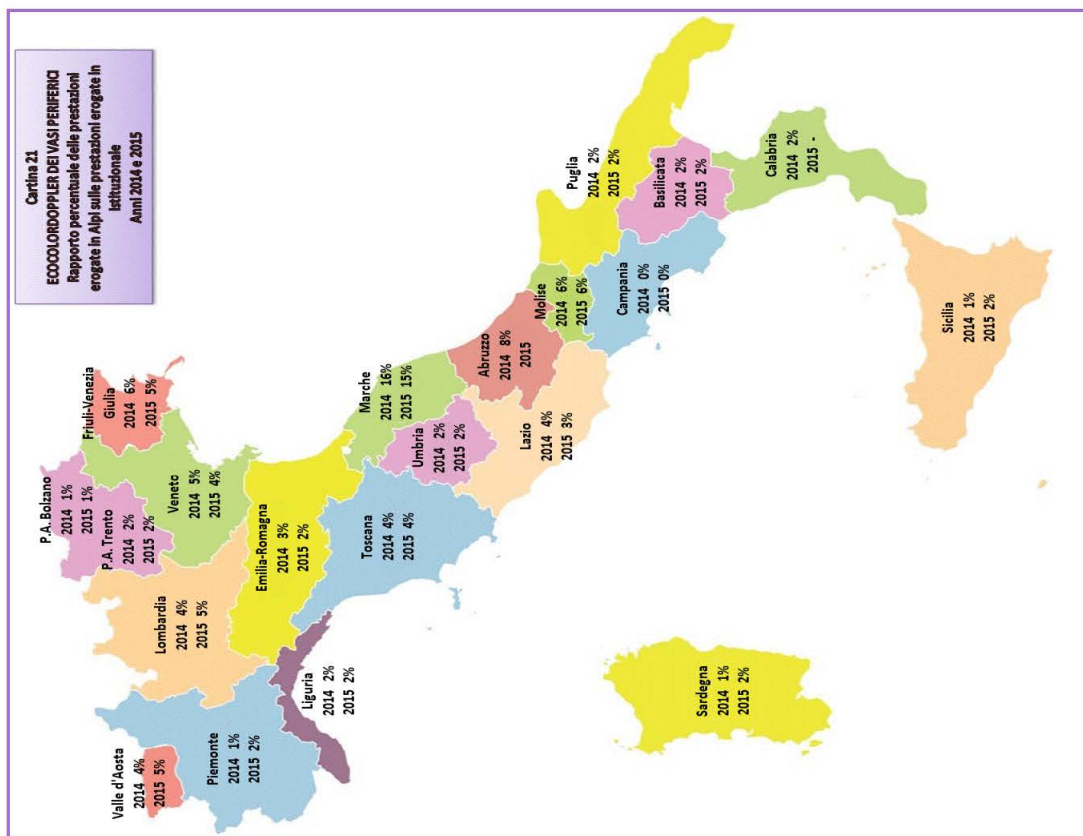 Cartina 21
ECOCOLORDOPPLER DEI VASI PERIFERICI
Rapporto percentuale delle prestazioni
erogate in Alpi sulle prestazioni erogate in
istituzionale
Anni 2014 e 2015
Valle d'Aosta
2014 4%
2015 5%
Piemonte
2014 1%
2015 2%
Liguria
2014 2%
2015 2%
Lombardia
2014 4%
2015 5%
P.A. Bolzano
2014 1%
2015 1%
P.A. Trento
2014 2%
2015 2%
Veneto
2014 5%
2015 4%
Friuli-Venezia
Giulia
2014 6%
2015 5%
Emilia-Romagna
2014 3%
2015 2%
Toscana
2014 4%
2015 4%
Marche
2014 16%
2015 15%
Umbria
2014 2%
2015 2%
Lazio
2014 4%
2015 3%
Abruzzo
2014 8%
2015
Molise
2014 6%
2015 6%
Campania
2014 0%
2015 0%
Puglia
2014 2%
2015 2%
Basilicata
2014 2%
2015 2%
Calabria
2014 2%
2015 -
Sicilia
2014 1%
2015 2%
Sardegna
2014 1%
2015 2%